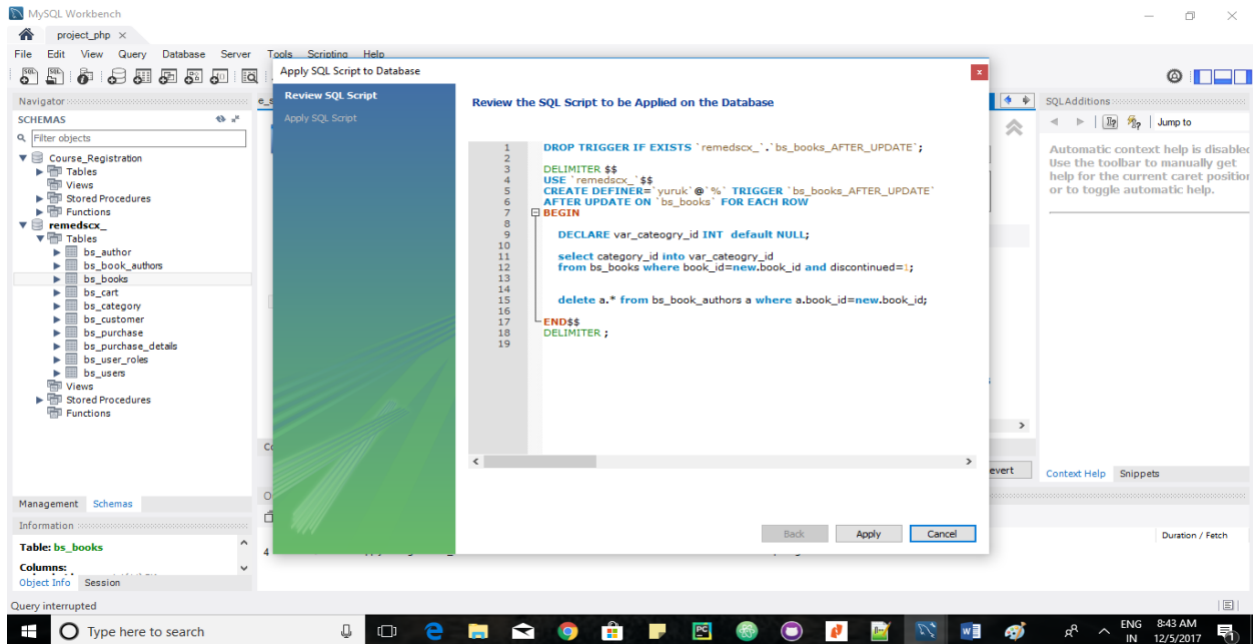 MySQL Workbench
project_php ×
File Edit View Query Database Server Tools Scripting Help
Navigator
SCHEMAS
Filter objects
Course_Registration
Tables
Views
Stored Procedures
Functions
remedscx_
Tables
bs_author
bs_book_authors
bs_books
bs_cart
bs_category
bs_customer
bs_purchase
bs_purchase_details
bs_user_roles
bs_users
Views
Stored Procedures
Functions
Management Schemas
Information
Table: bs_books
Columns:
Object Info Session
Query interrupted
Apply SQL Script to Database
Review SQL Script
Apply SQL Script
Review the SQL Script to be Applied on the Database
1 DROP TRIGGER IF EXISTS `remedscx_`.`bs_books_AFTER_UPDATE`;
2
3 DELIMITER $$
4 USE `remedscx_`$$
5 CREATE DEFINER=`yuruk`@`%` TRIGGER `bs_books_AFTER_UPDATE`
6 AFTER UPDATE ON `bs_books` FOR EACH ROW
7 BEGIN
8
9 DECLARE var_cateogry_id INT default NULL;
10
11 select category_id into var_cateogry_id
12 from bs_books where book_id=new.book_id and discontinued=1;
13
14
15 delete a.* from bs_book_authors a where a.book_id=new.book_id;
16
17 END$$
18 DELIMITER ;
19
Back Apply Cancel
evert
4
SQLAdditions
Jump to
Automatic context help is disabled
Use the toolbar to manually get
help for the current caret position
or to toggle automatic help.
Context Help Snippets
Duration / Fetch
Type here to search
ENG
IN
8:43 AM
12/5/2017